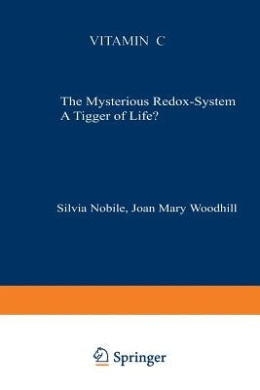 VITAMIN C
The Mysterious Redox-System
A Tigger of Life?
Silvia Nobile, Joan Mary Woodhill
Springer